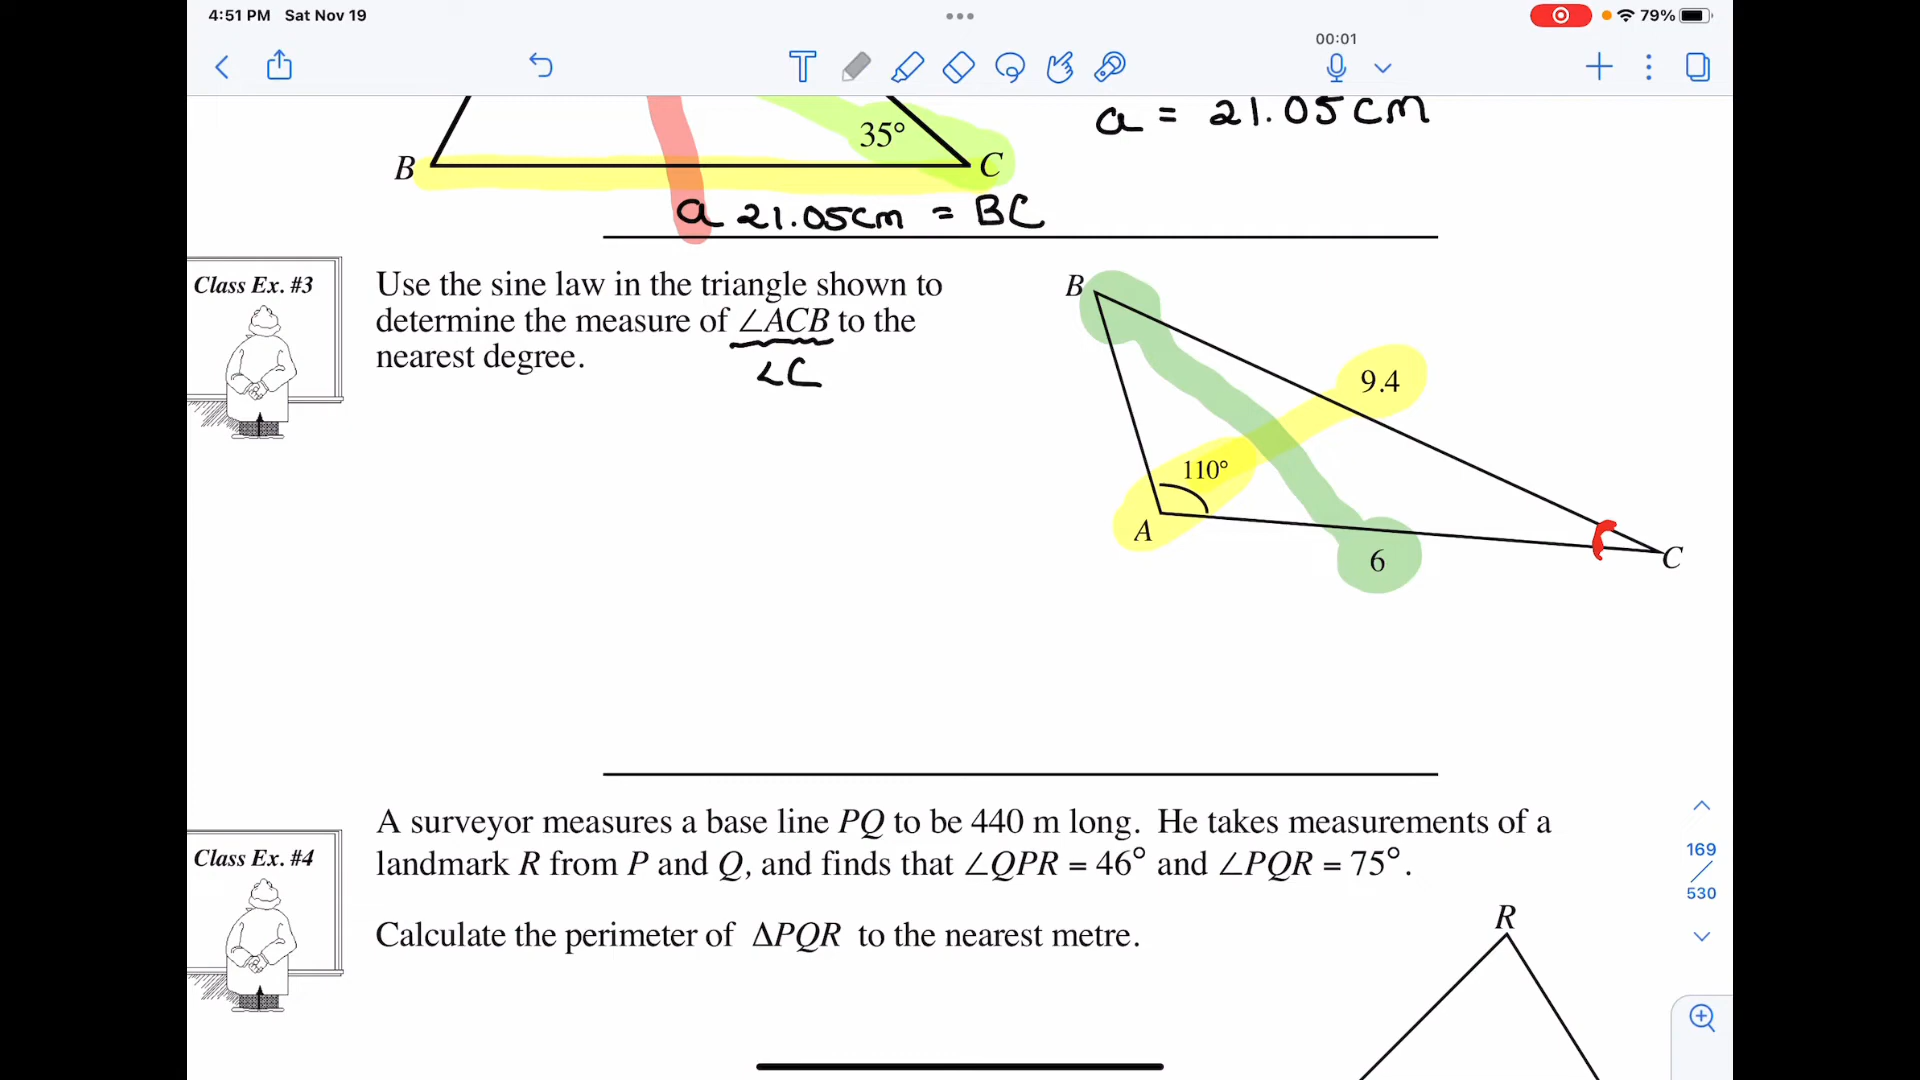 4:51 PM Sat Nov 19
79%
00:01
T
35°
B
C
a = 21.05cm
a 21.05cm = BC
Class Ex. #3
Use the sine law in the triangle shown to
determine the measure of ∠ACB to the
nearest degree.
∠C
B
9.4
110°
A
6
C
Class Ex. #4
A surveyor measures a base line PQ to be 440 m long. He takes measurements of a
landmark R from P and Q, and finds that ∠QPR = 46° and ∠PQR = 75°.
Calculate the perimeter of ΔPQR to the nearest metre.
R
169
530